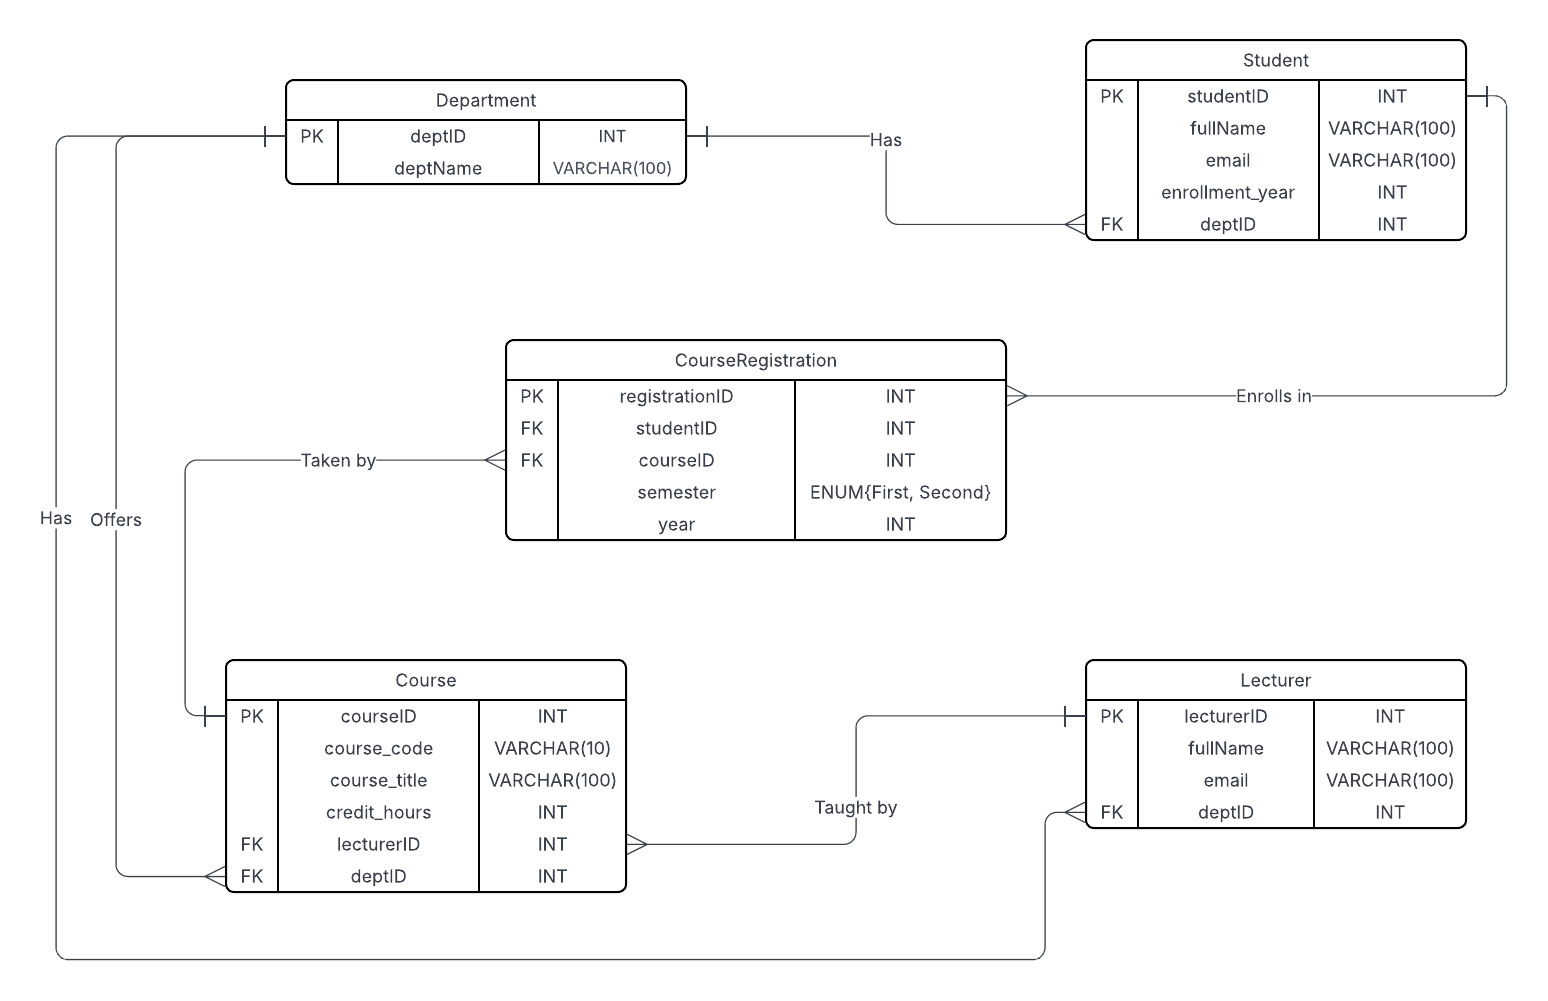 Department
PK deptID INT
deptName VARCHAR(100)
Has
Student
PK studentID INT
fullName VARCHAR(100)
email VARCHAR(100)
enrollment_year INT
FK deptID INT
CourseRegistration
PK registrationID INT
FK studentID INT
FK courseID INT
semester ENUM{First, Second}
year INT
Enrolls in
Taken by
Has
Offers
Course
PK courseID INT
course_code VARCHAR(10)
course_title VARCHAR(100)
credit_hours INT
FK lecturerID INT
FK deptID INT
Taught by
Lecturer
PK lecturerID INT
fullName VARCHAR(100)
email VARCHAR(100)
FK deptID INT